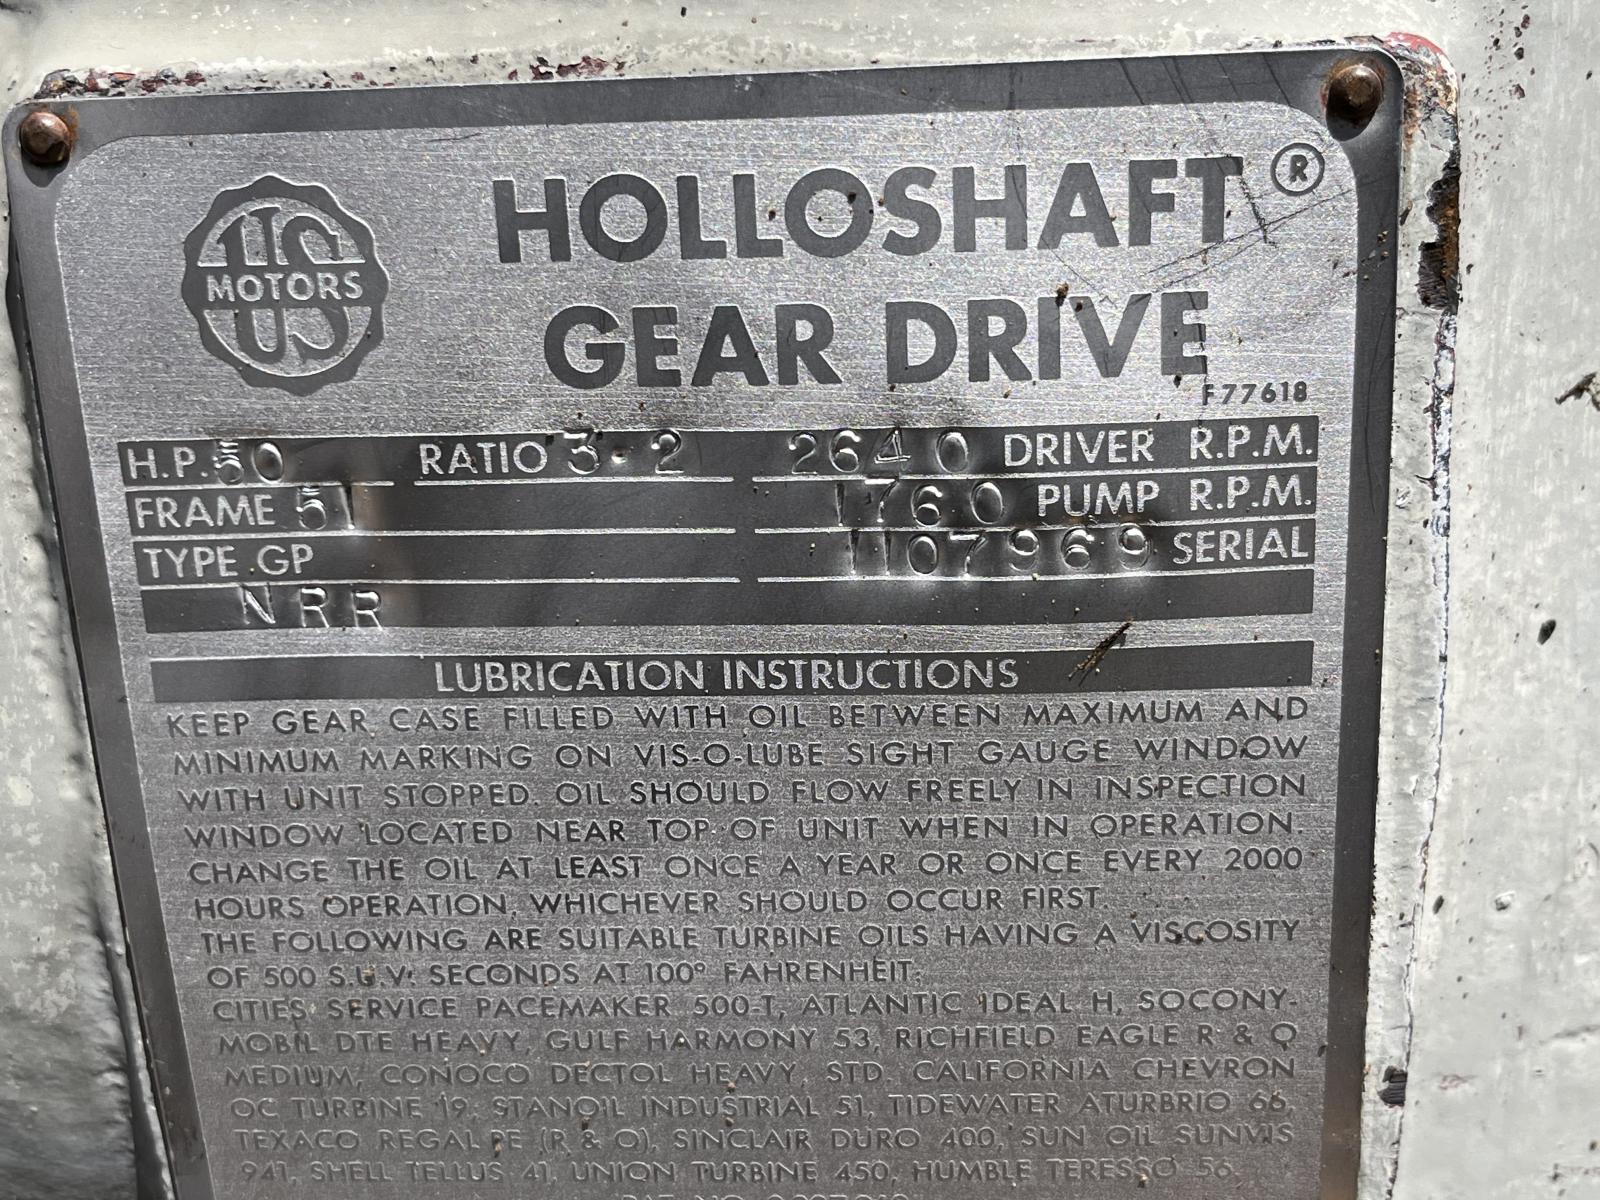 US
MOTORS
US
HOLLOSHAFT®
GEAR DRIVE
F77618
H.P. 50 RATIO 3-2 2640 DRIVER R.P.M.
FRAME 51 1760 PUMP R.P.M.
TYPE GP 1107969 SERIAL
NRR
LUBRICATION INSTRUCTIONS
KEEP GEAR CASE FILLED WITH OIL BETWEEN MAXIMUM AND
MINIMUM MARKING ON VIS-O-LUBE SIGHT GAUGE WINDOW
WITH UNIT STOPPED. OIL SHOULD FLOW FREELY IN INSPECTION
WINDOW LOCATED NEAR TOP OF UNIT WHEN IN OPERATION.
CHANGE THE OIL AT LEAST ONCE A YEAR OR ONCE EVERY 2000
HOURS OPERATION, WHICHEVER SHOULD OCCUR FIRST.
THE FOLLOWING ARE SUITABLE TURBINE OILS HAVING A VISCOSITY
OF 500 S.U.V. SECONDS AT 100° FAHRENHEIT:
CITIES SERVICE PACEMAKER 500-T, ATLANTIC IDEAL H, SOCONY-
MOBIL DTE HEAVY, GULF HARMONY 53, RICHFIELD EAGLE R & O
MEDIUM, CONOCO DECTOL HEAVY, STD. CALIFORNIA CHEVRON
OC TURBINE 19, STANOIL INDUSTRIAL 51, TIDEWATER ATURBRIO 66,
TEXACO REGAL PE (R & O), SINCLAIR DURO 400, SUN OIL SUNVIS
941, SHELL TELLUS 41, UNION TURBINE 450, HUMBLE TERESSO 56.